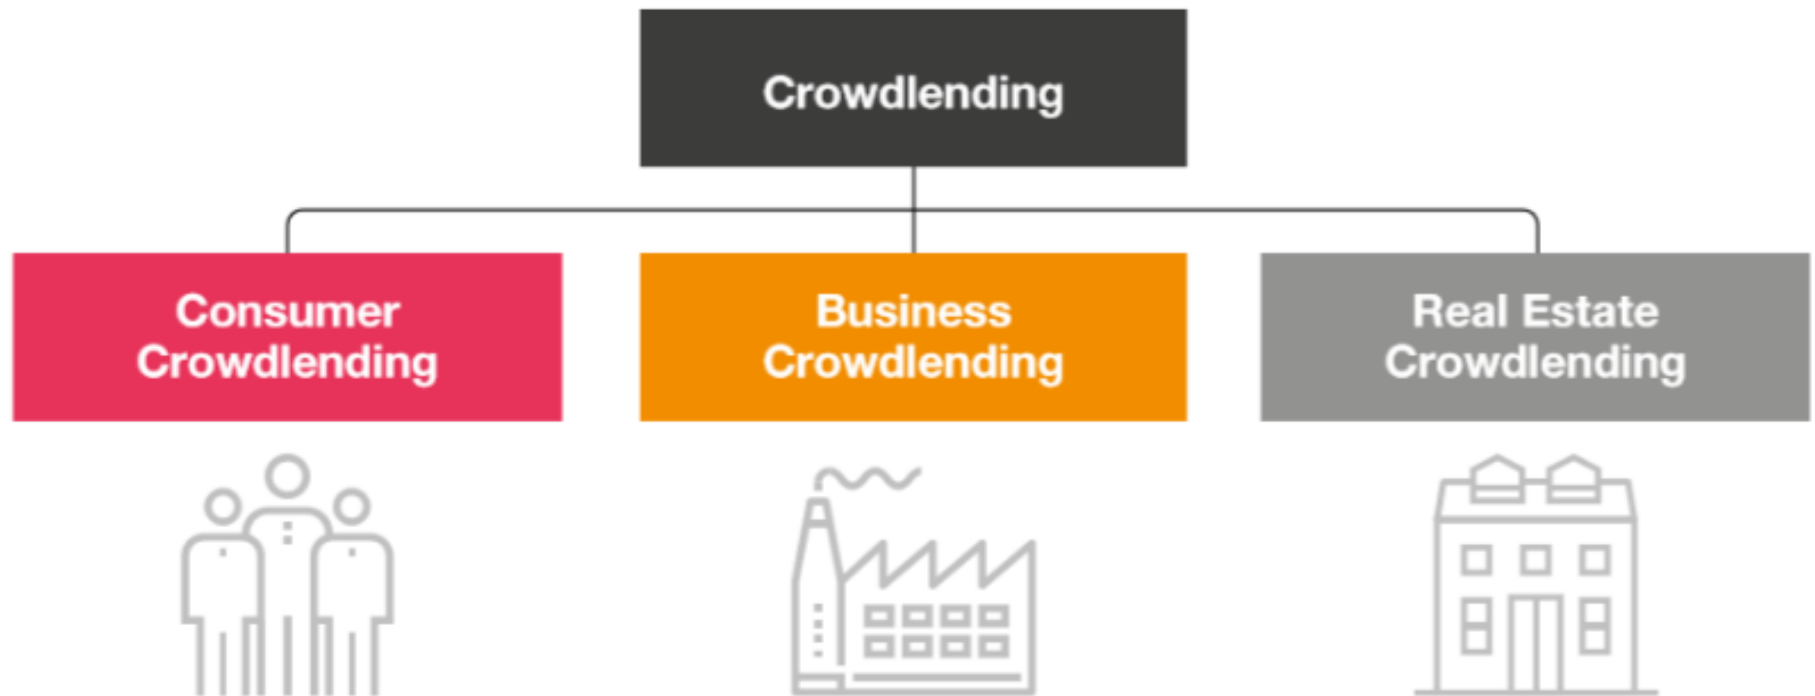 Crowdlending
Consumer
Crowdlending
Business
Crowdlending
Real Estate
Crowdlending